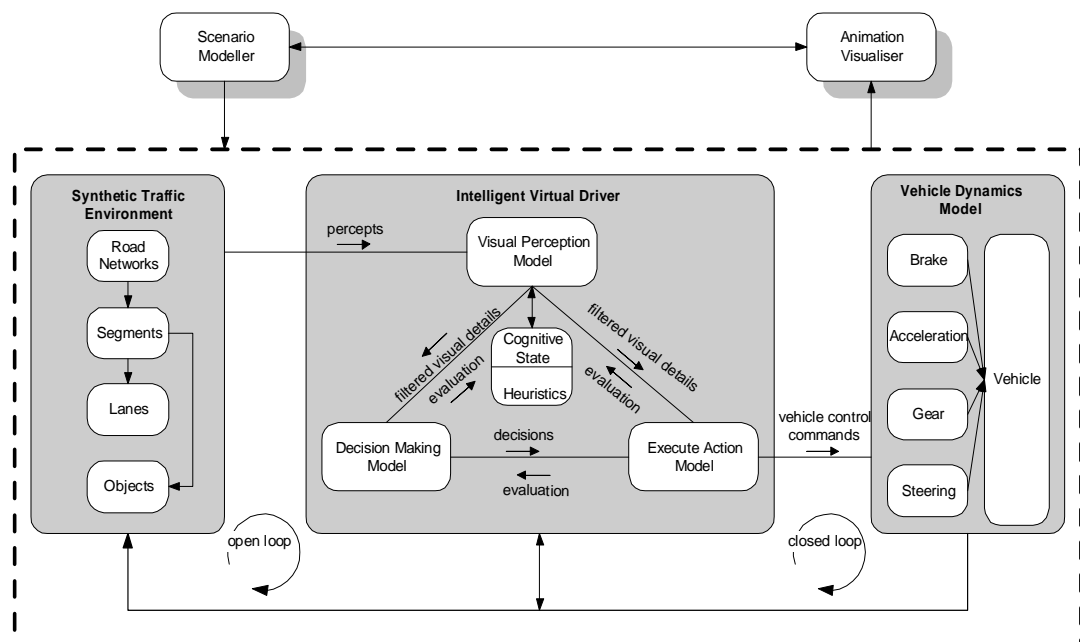 Scenario
Modeller
Animation
Visualiser
Synthetic Traffic
Environment
Road
Networks
Segments
Lanes
Objects
Intelligent Virtual Driver
percepts
Visual Perception
Model
filtered visual details
evaluation
Cognitive
State
Heuristics
filtered visual details
evaluation
Decision Making
Model
decisions
evaluation
Execute Action
Model
vehicle control
commands
Vehicle Dynamics
Model
Brake
Acceleration
Gear
Steering
Vehicle
open loop
closed loop